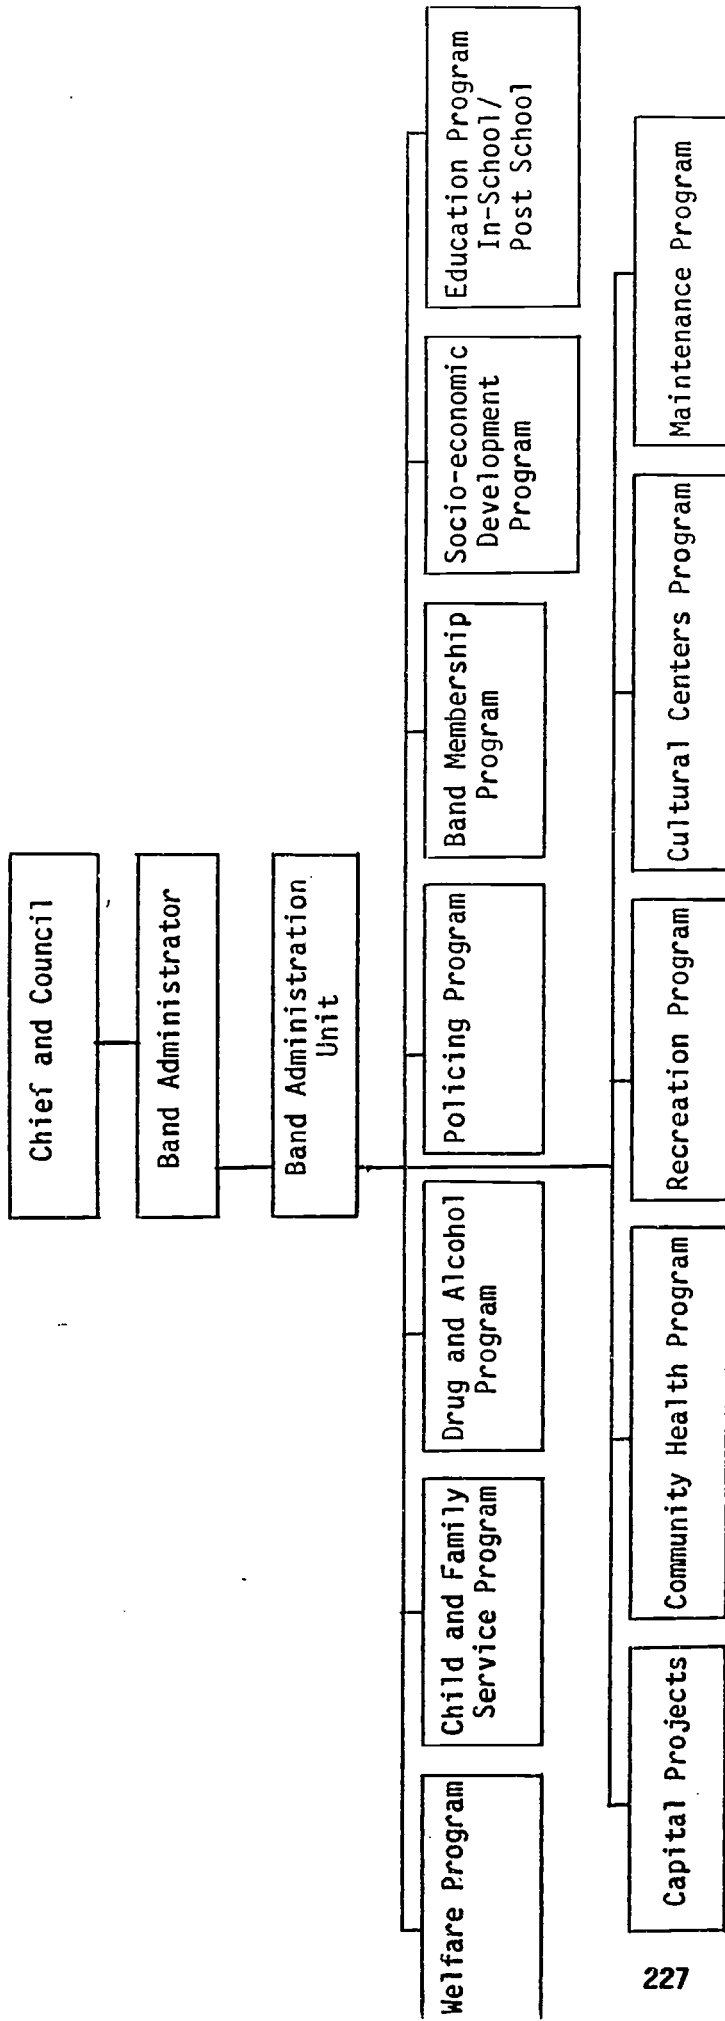 Chief and Council
Band Administrator
Band Administration
Unit
Welfare Program
Child and Family
Service Program
Drug and Alcohol
Program
Policing Program
Band Membership
Program
Socio-economic
Development
Program
Education Program
In-School/
Post School
Capital Projects
Community Health Program
Recreation Program
Cultural Centers Program
Maintenance Program
227